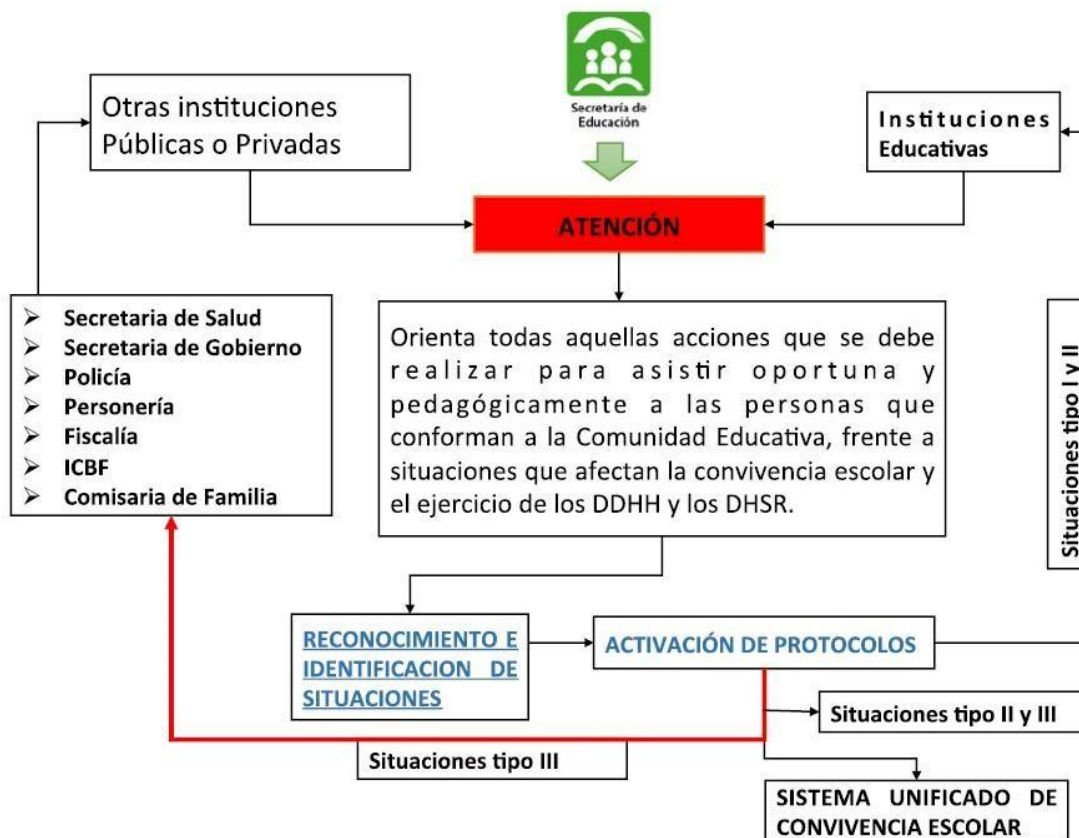 Secretaría de
Educación
Otras instituciones
Públicas o Privadas
Instituciones
Educativas
ATENCIÓN
➢ Secretaria de Salud
➢ Secretaria de Gobierno
➢ Policía
➢ Personería
➢ Fiscalía
➢ ICBF
➢ Comisaria de Familia
Orienta todas aquellas acciones que se debe
realizar para asistir oportuna y
pedagógicamente a las personas que
conforman a la Comunidad Educativa, frente a
situaciones que afectan la convivencia escolar y
el ejercicio de los DDHH y los DHSR.
Situaciones tipo I y II
RECONOCIMIENTO E
IDENTIFICACION DE
SITUACIONES
ACTIVACIÓN DE PROTOCOLOS
Situaciones tipo II y III
Situaciones tipo III
SISTEMA UNIFICADO DE
CONVIVENCIA ESCOLAR